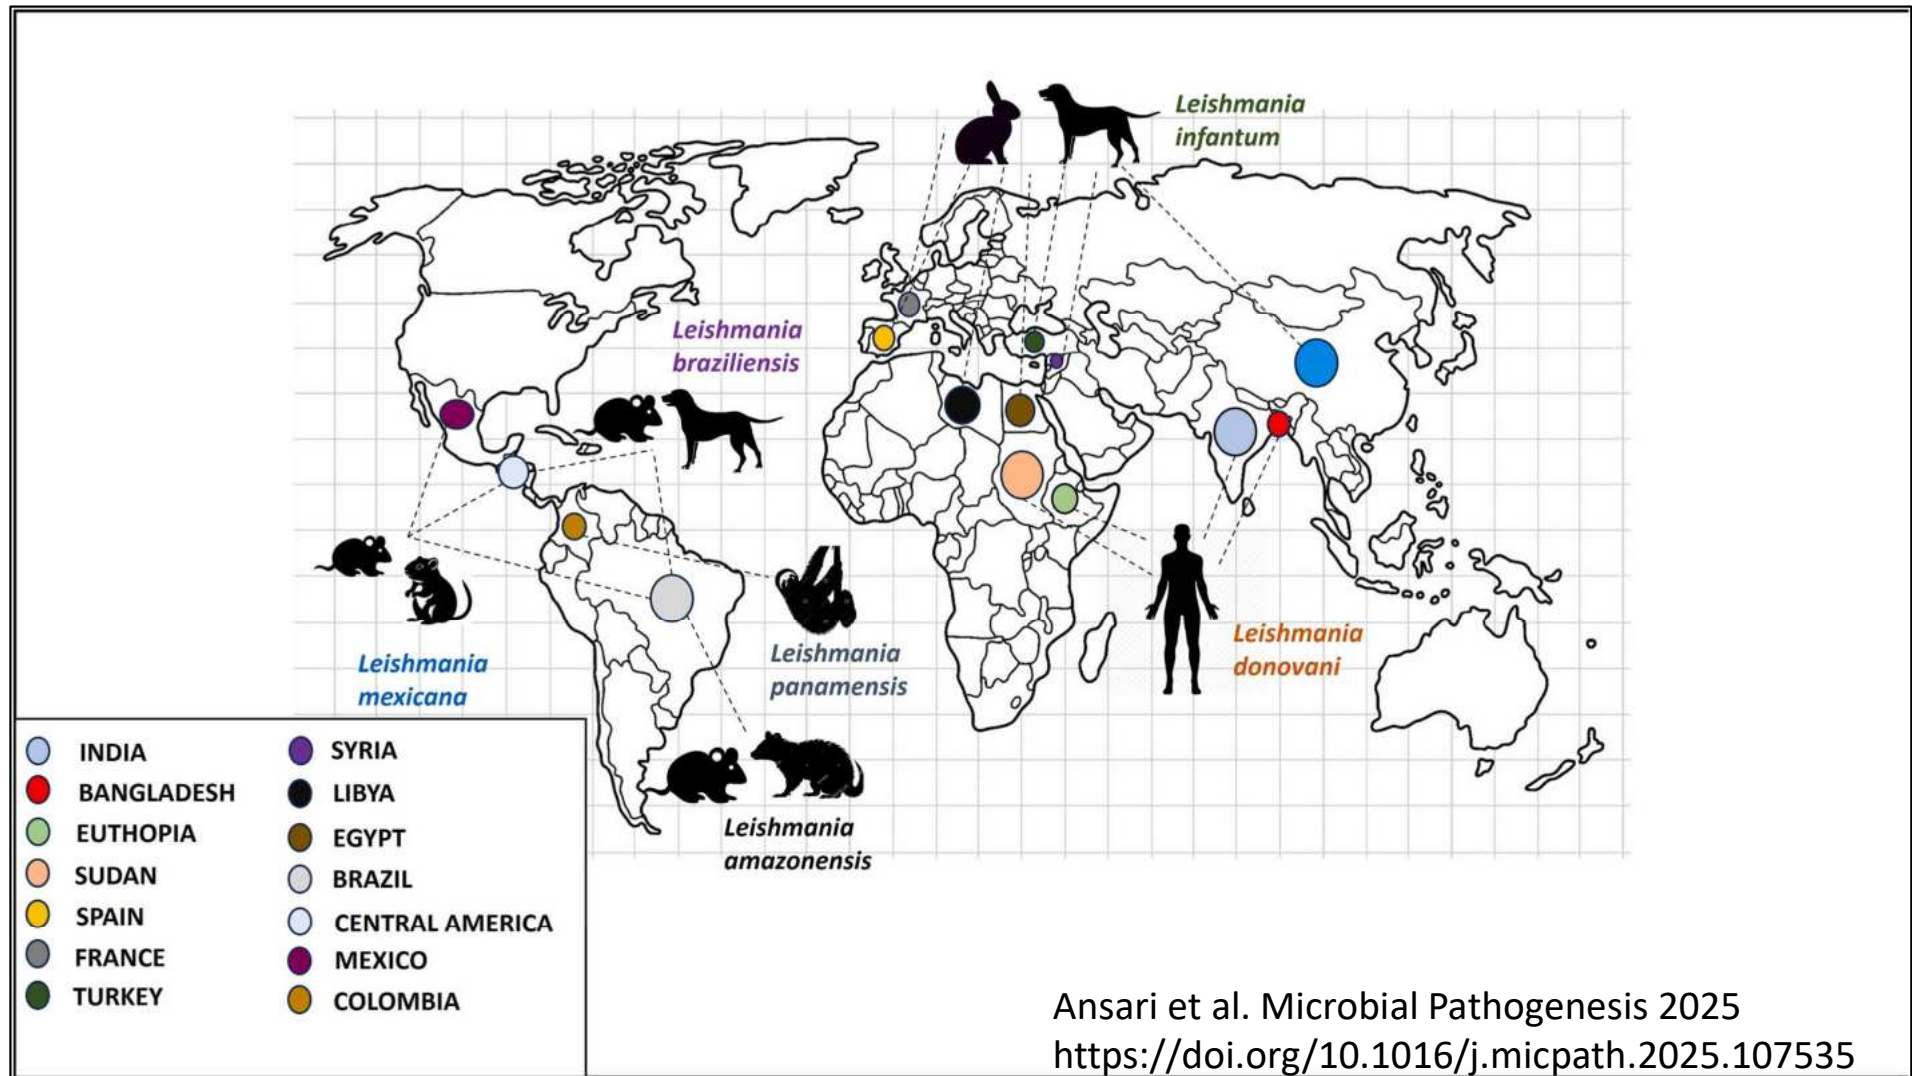 Leishmania
infantum
Leishmania
braziliensis
Leishmania
mexicana
Leishmania
panamensis
Leishmania
donovani
Leishmania
amazonensis
INDIA
BANGLADESH
EUTHOPIA
SUDAN
SPAIN
FRANCE
TURKEY
SYRIA
LIBYA
EGYPT
BRAZIL
CENTRAL AMERICA
MEXICO
COLOMBIA
Ansari et al. Microbial Pathogenesis 2025
https://doi.org/10.1016/j.micpath.2025.107535